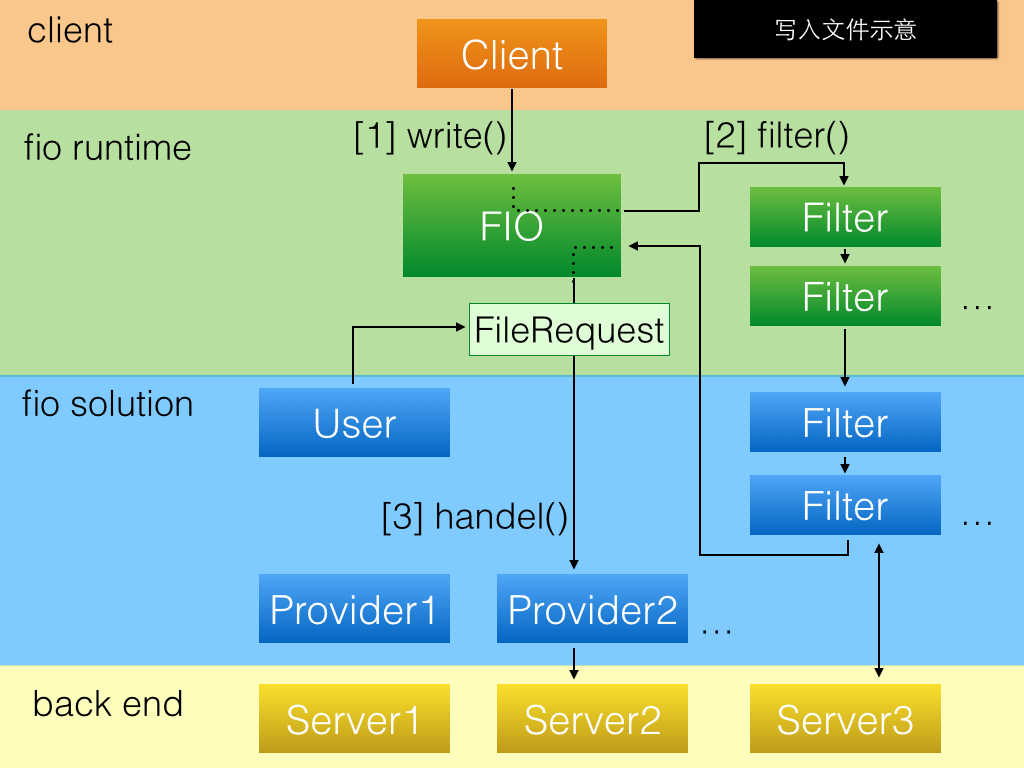 client
Client
写入文件示意
fio runtime
[1] write()
[2] filter()
FIO
Filter
Filter
...
FileRequest
fio solution
User
Filter
Filter
...
[3] handel()
Provider1
Provider2
...
back end
Server1
Server2
Server3